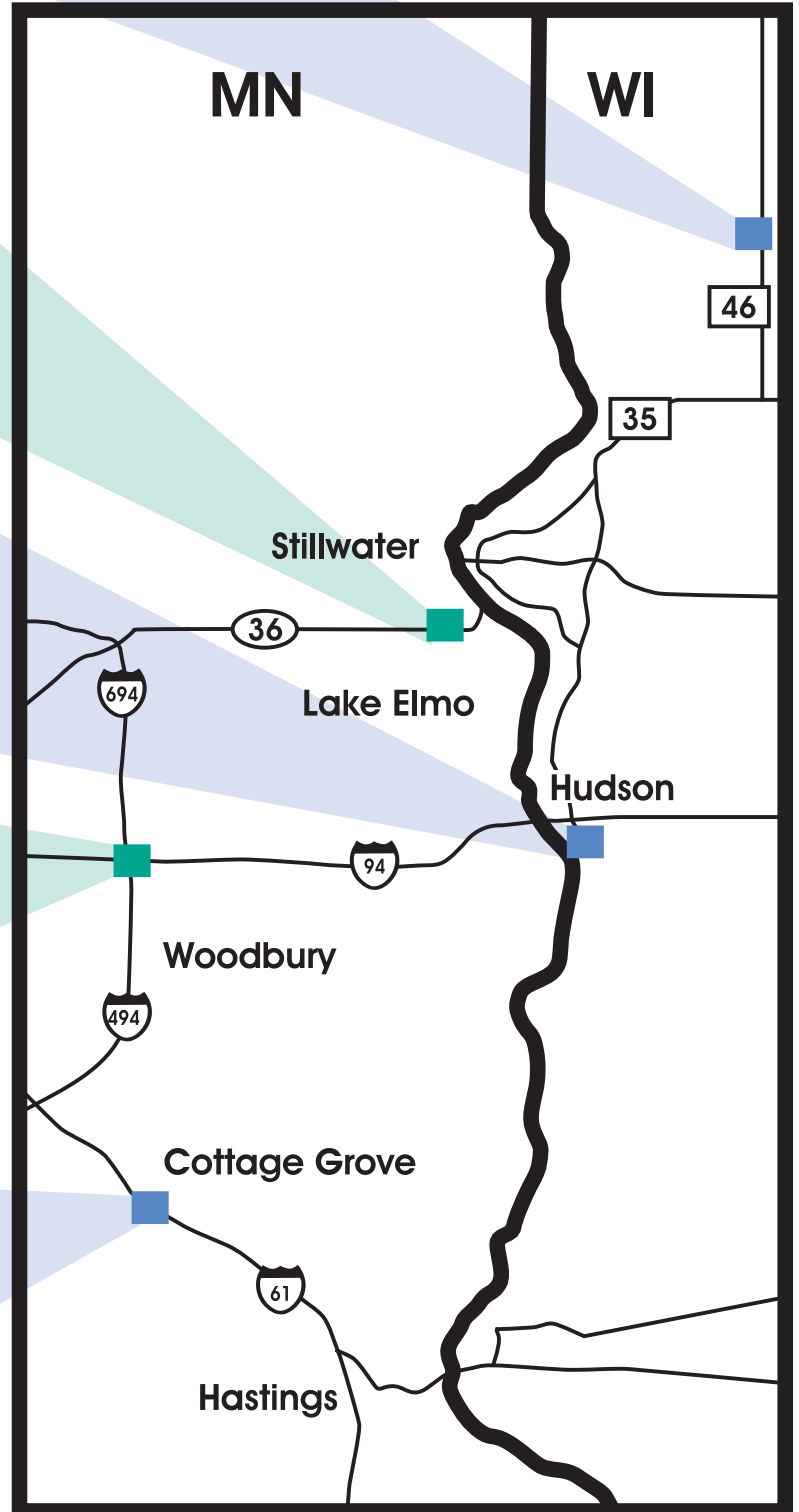 MN
WI
46
35
Stillwater
36
694
Lake Elmo
Hudson
94
Woodbury
494
Cottage Grove
61
Hastings